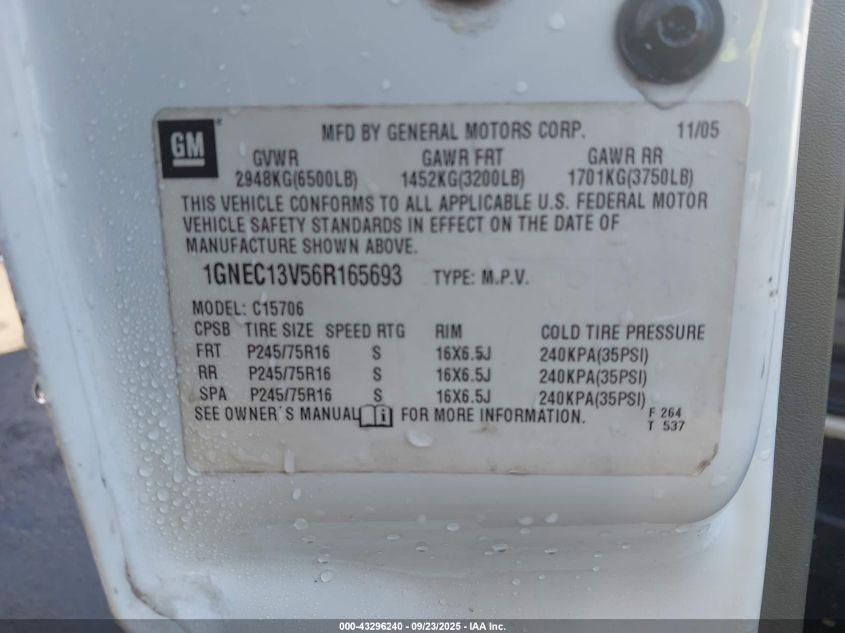 GM MFD BY GENERAL MOTORS CORP. 11/05
GVWR GAWR FRT GAWR RR
2948KG(6500LB) 1452KG(3200LB) 1701KG(3750LB)
THIS VEHICLE CONFORMS TO ALL APPLICABLE U.S. FEDERAL MOTOR
VEHICLE SAFETY STANDARDS IN EFFECT ON THE DATE OF
MANUFACTURE SHOWN ABOVE.
1GNEC13V56R165693 TYPE: M.P.V.
MODEL: C15706
CPSB TIRE SIZE SPEED RTG RIM COLD TIRE PRESSURE
FRT P245/75R16 S 16X6.5J 240KPA(35PSI)
RR P245/75R16 S 16X6.5J 240KPA(35PSI)
SPA P245/75R16 S 16X6.5J 240KPA(35PSI)
SEE OWNER'S MANUAL i FOR MORE INFORMATION.
F 264
T 537
000-43296240 - 09/23/2025 - IAA Inc.